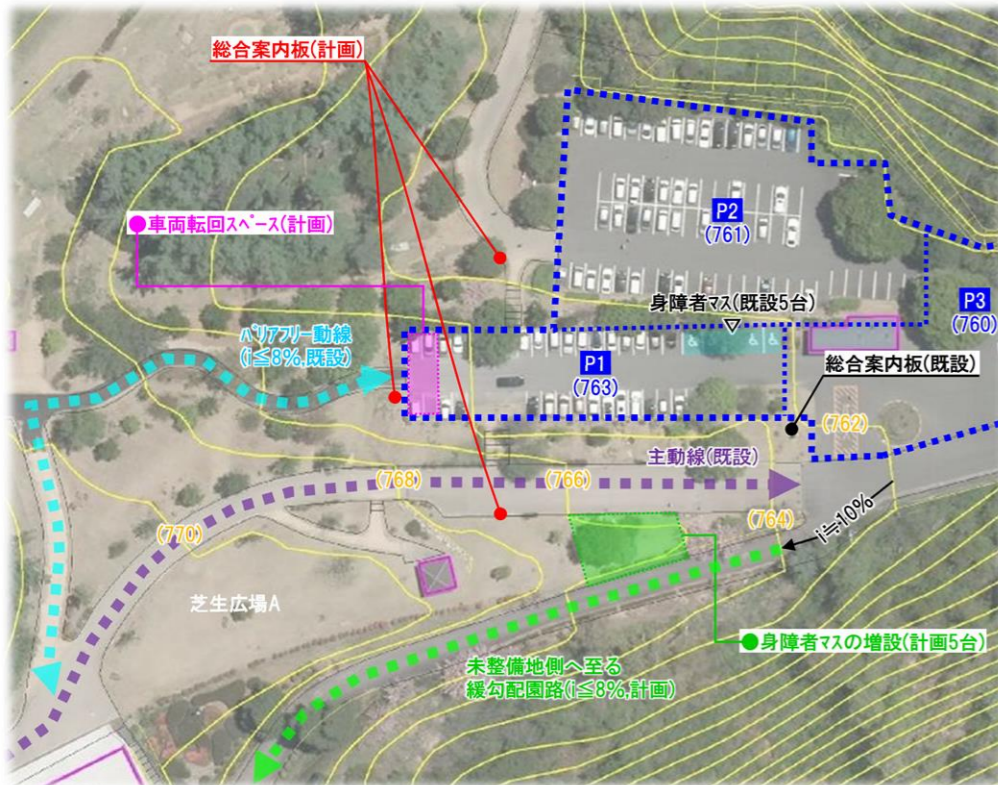 総合案内板(計画)
●車両転回スペース(計画)
P2
(761)
身障者マス(既設5台)
P3
(760)
バリアフリー動線
(i≦8%,既設)
P1
(763)
総合案内板(既設)
(762)
主動線(既設)
(768)
(766)
(764)
(770)
i≒10%
芝生広場A
●身障者マスの増設(計画5台)
未整備地側へ至る
緩勾配園路(i≦8%,計画)